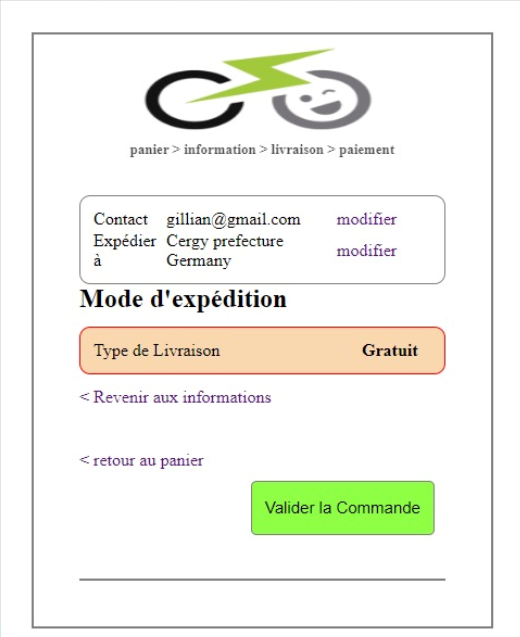 panier > information > livraison > paiement
Contact gillian@gmail.com modifier
Expédier Cergy prefecture modifier
à Germany
Mode d'expédition
Type de Livraison Gratuit
< Revenir aux informations
< retour au panier
Valider la Commande